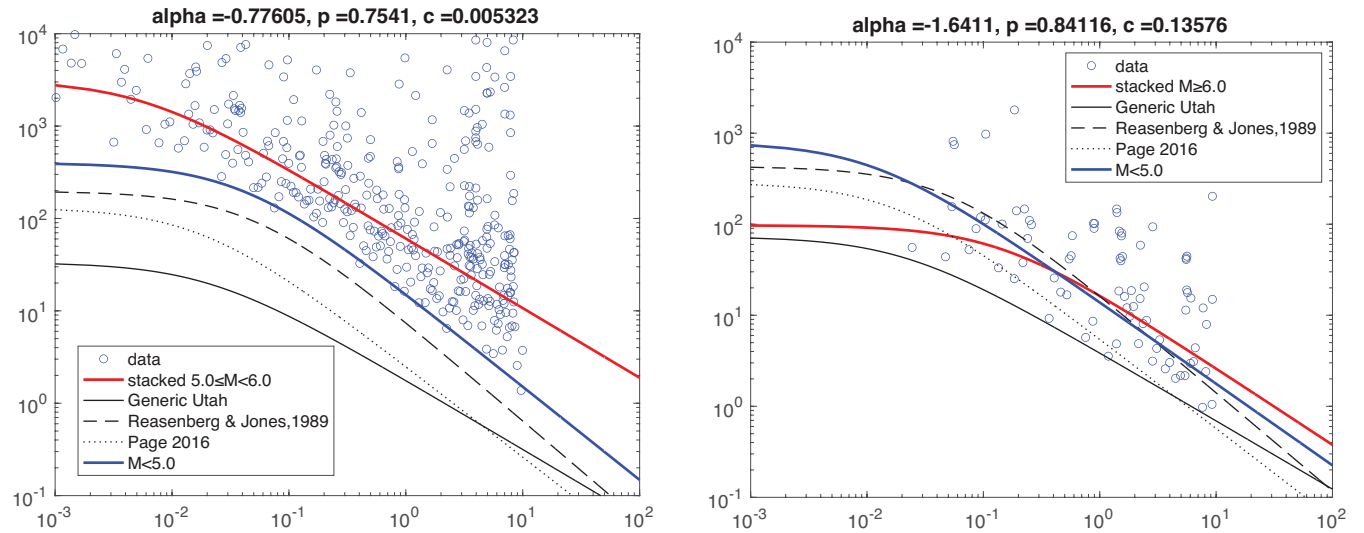 alpha =-0.77605, p =0.7541, c =0.005323
10^4
10^3
10^2
10^1
10^0
10^-1
data
stacked 5.0≤M<6.0
Generic Utah
Reasenberg & Jones,1989
Page 2016
M<5.0
10^-3 10^-2 10^-1 10^0 10^1 10^2
alpha =-1.6411, p =0.84116, c =0.13576
10^4
10^3
10^2
10^1
10^0
10^-1
data
stacked M≥6.0
Generic Utah
Reasenberg & Jones,1989
Page 2016
M<5.0
10^-3 10^-2 10^-1 10^0 10^1 10^2